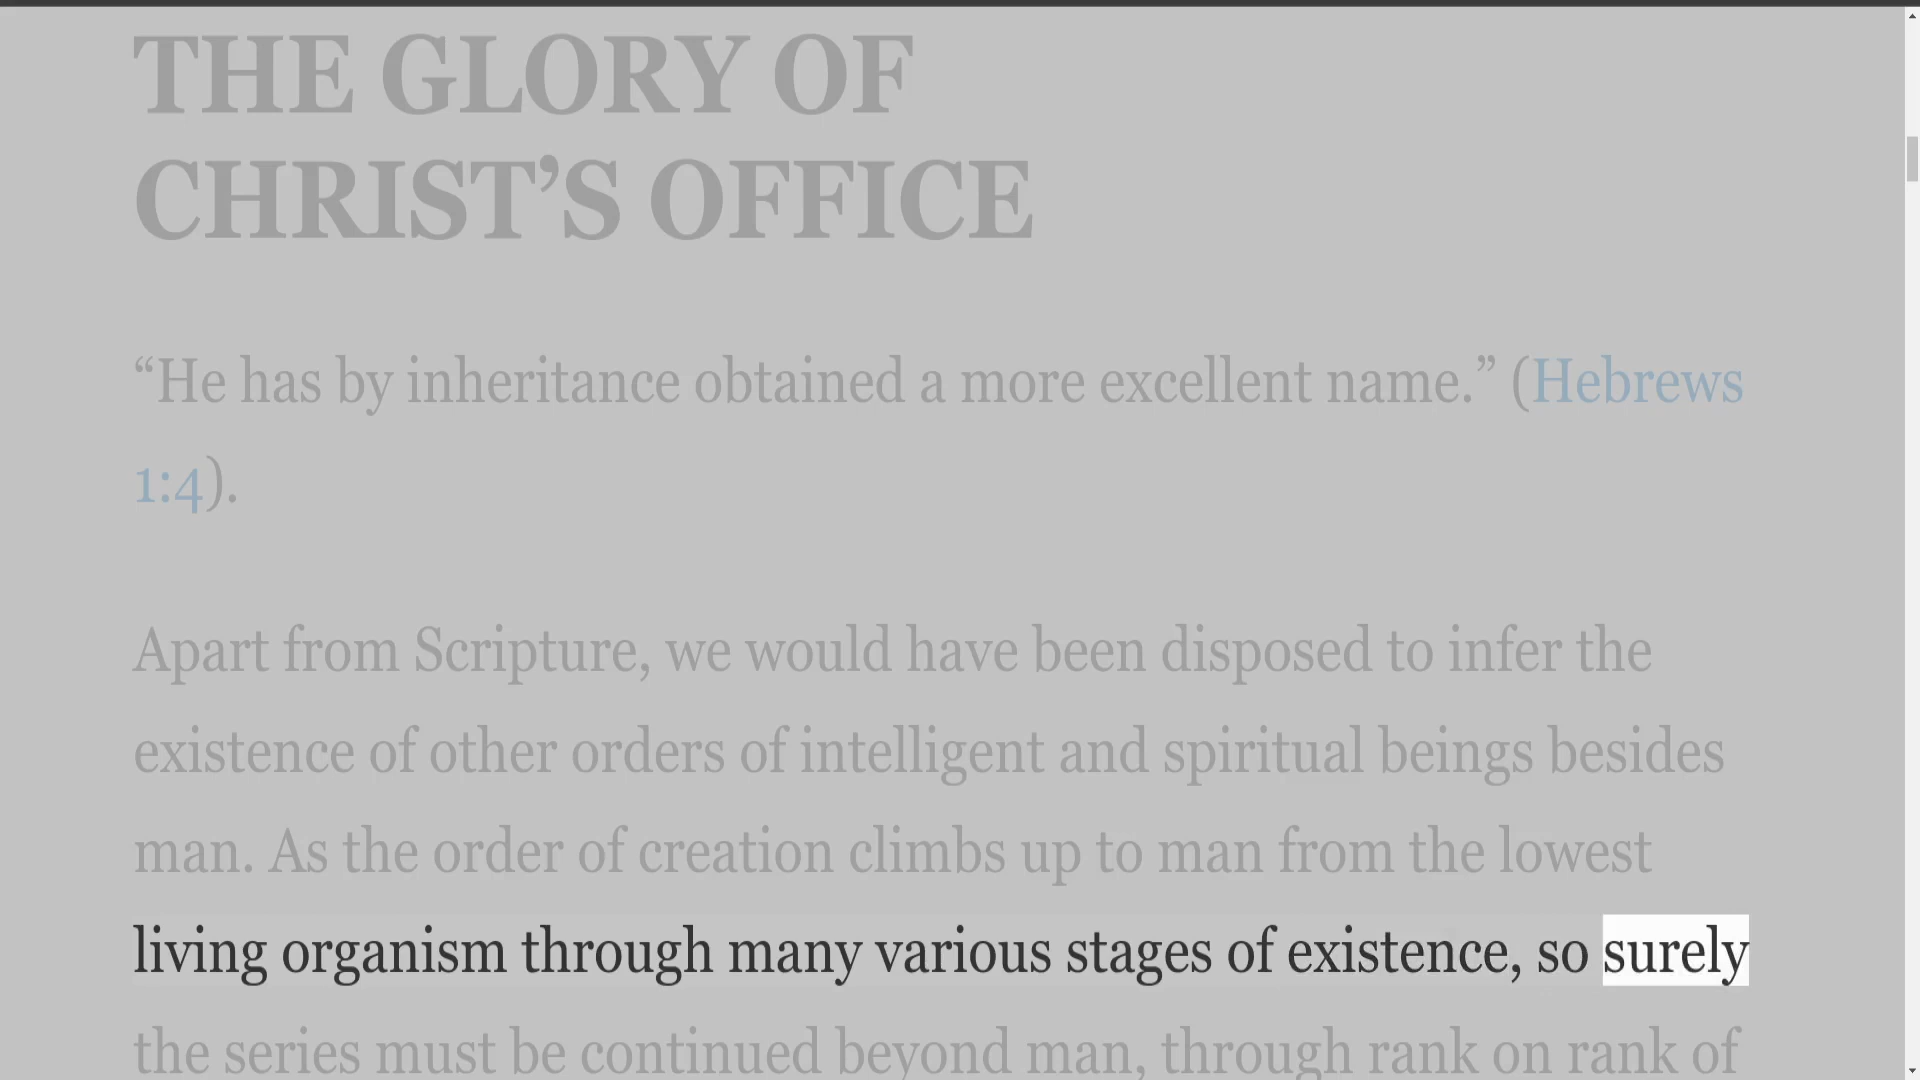 THE GLORY OF
CHRIST’S OFFICE
“He has by inheritance obtained a more excellent name.” (Hebrews
1:4).
Apart from Scripture, we would have been disposed to infer the
existence of other orders of intelligent and spiritual beings besides
man. As the order of creation climbs up to man from the lowest
living organism through many various stages of existence, so surely
the series must be continued beyond man, through rank on rank of